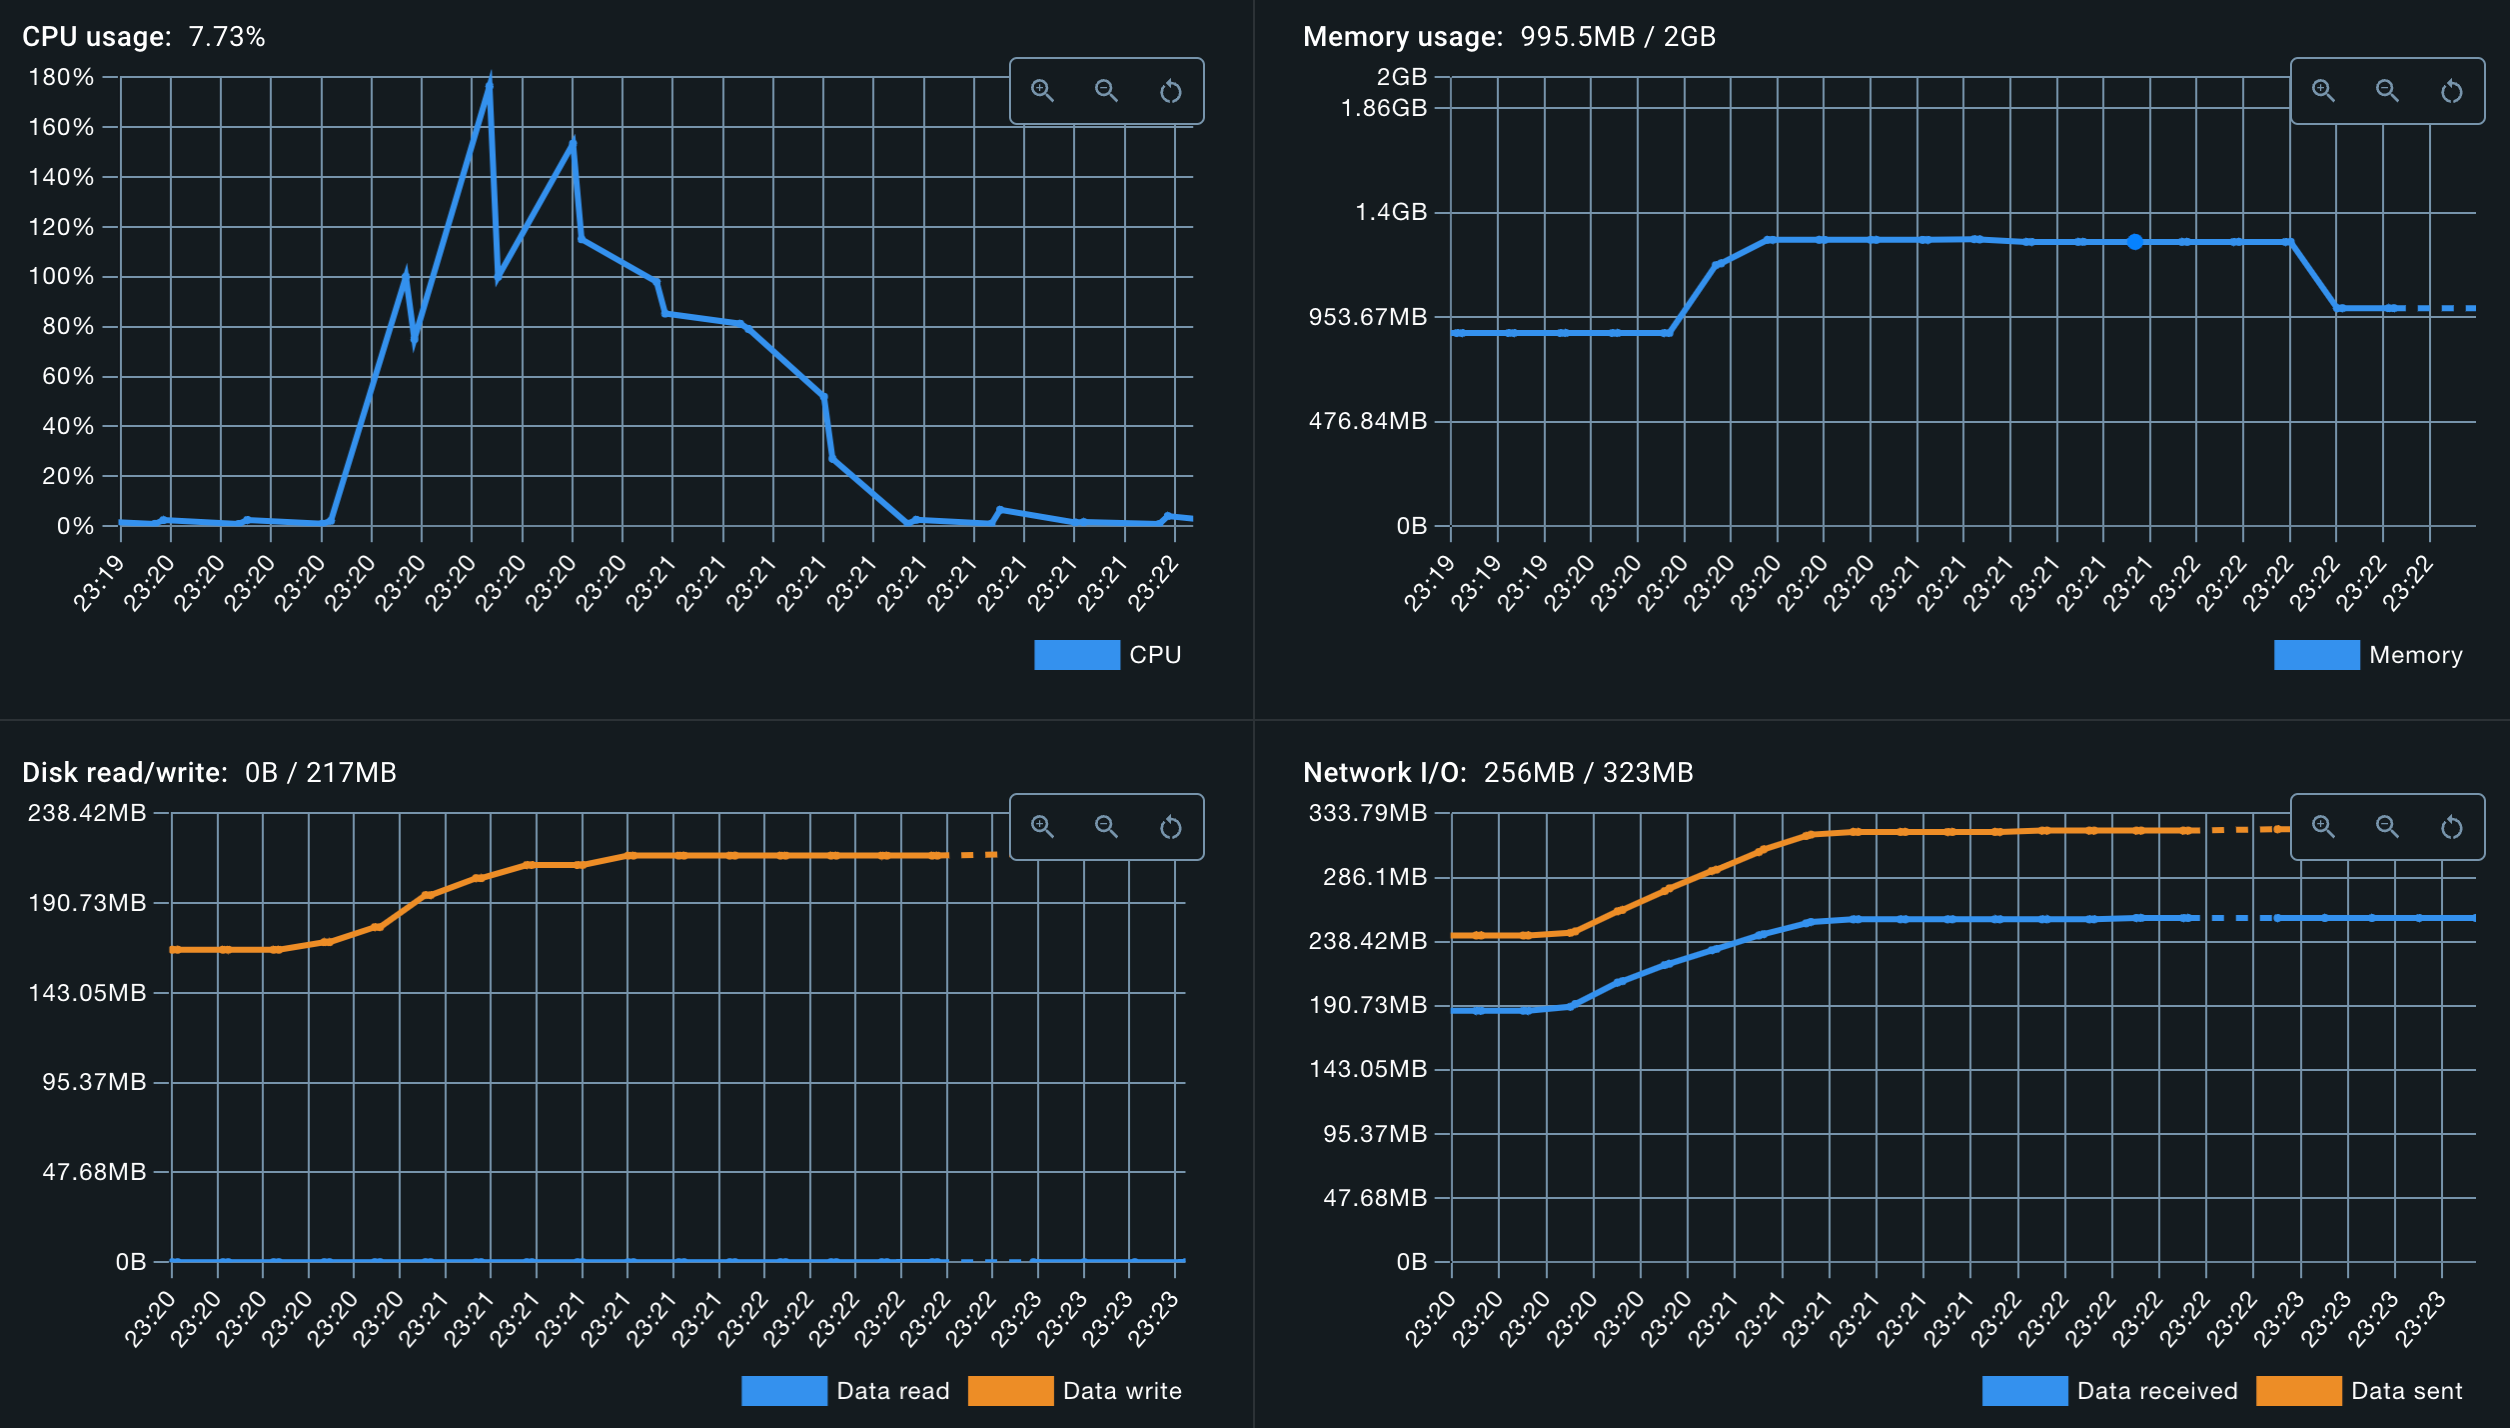 CPU usage: 7.73%
180%
160%
140%
120%
100%
80%
60%
40%
20%
0%
23:19 23:20 23:20 23:20 23:20 23:20 23:20 23:20 23:20 23:20 23:20 23:21 23:21 23:21 23:21 23:21 23:21 23:21 23:21 23:21 23:21 23:22
CPU
Memory usage: 995.5MB / 2GB
2GB
1.86GB
1.4GB
953.67MB
476.84MB
0B
23:19 23:19 23:19 23:20 23:20 23:20 23:20 23:20 23:20 23:20 23:21 23:21 23:21 23:21 23:21 23:21 23:22 23:22 23:22 23:22 23:22 23:22
Memory
Disk read/write: 0B / 217MB
238.42MB
190.73MB
143.05MB
95.37MB
47.68MB
0B
23:20 23:20 23:20 23:20 23:20 23:20 23:21 23:21 23:21 23:21 23:21 23:21 23:21 23:22 23:22 23:22 23:22 23:22 23:22 23:23 23:23 23:23 23:23
Data read Data write
Network I/O: 256MB / 323MB
333.79MB
286.1MB
238.42MB
190.73MB
143.05MB
95.37MB
47.68MB
0B
23:20 23:20 23:20 23:20 23:20 23:20 23:21 23:21 23:21 23:21 23:21 23:21 23:22 23:22 23:22 23:22 23:22 23:22 23:23 23:23 23:23 23:23
Data received Data sent